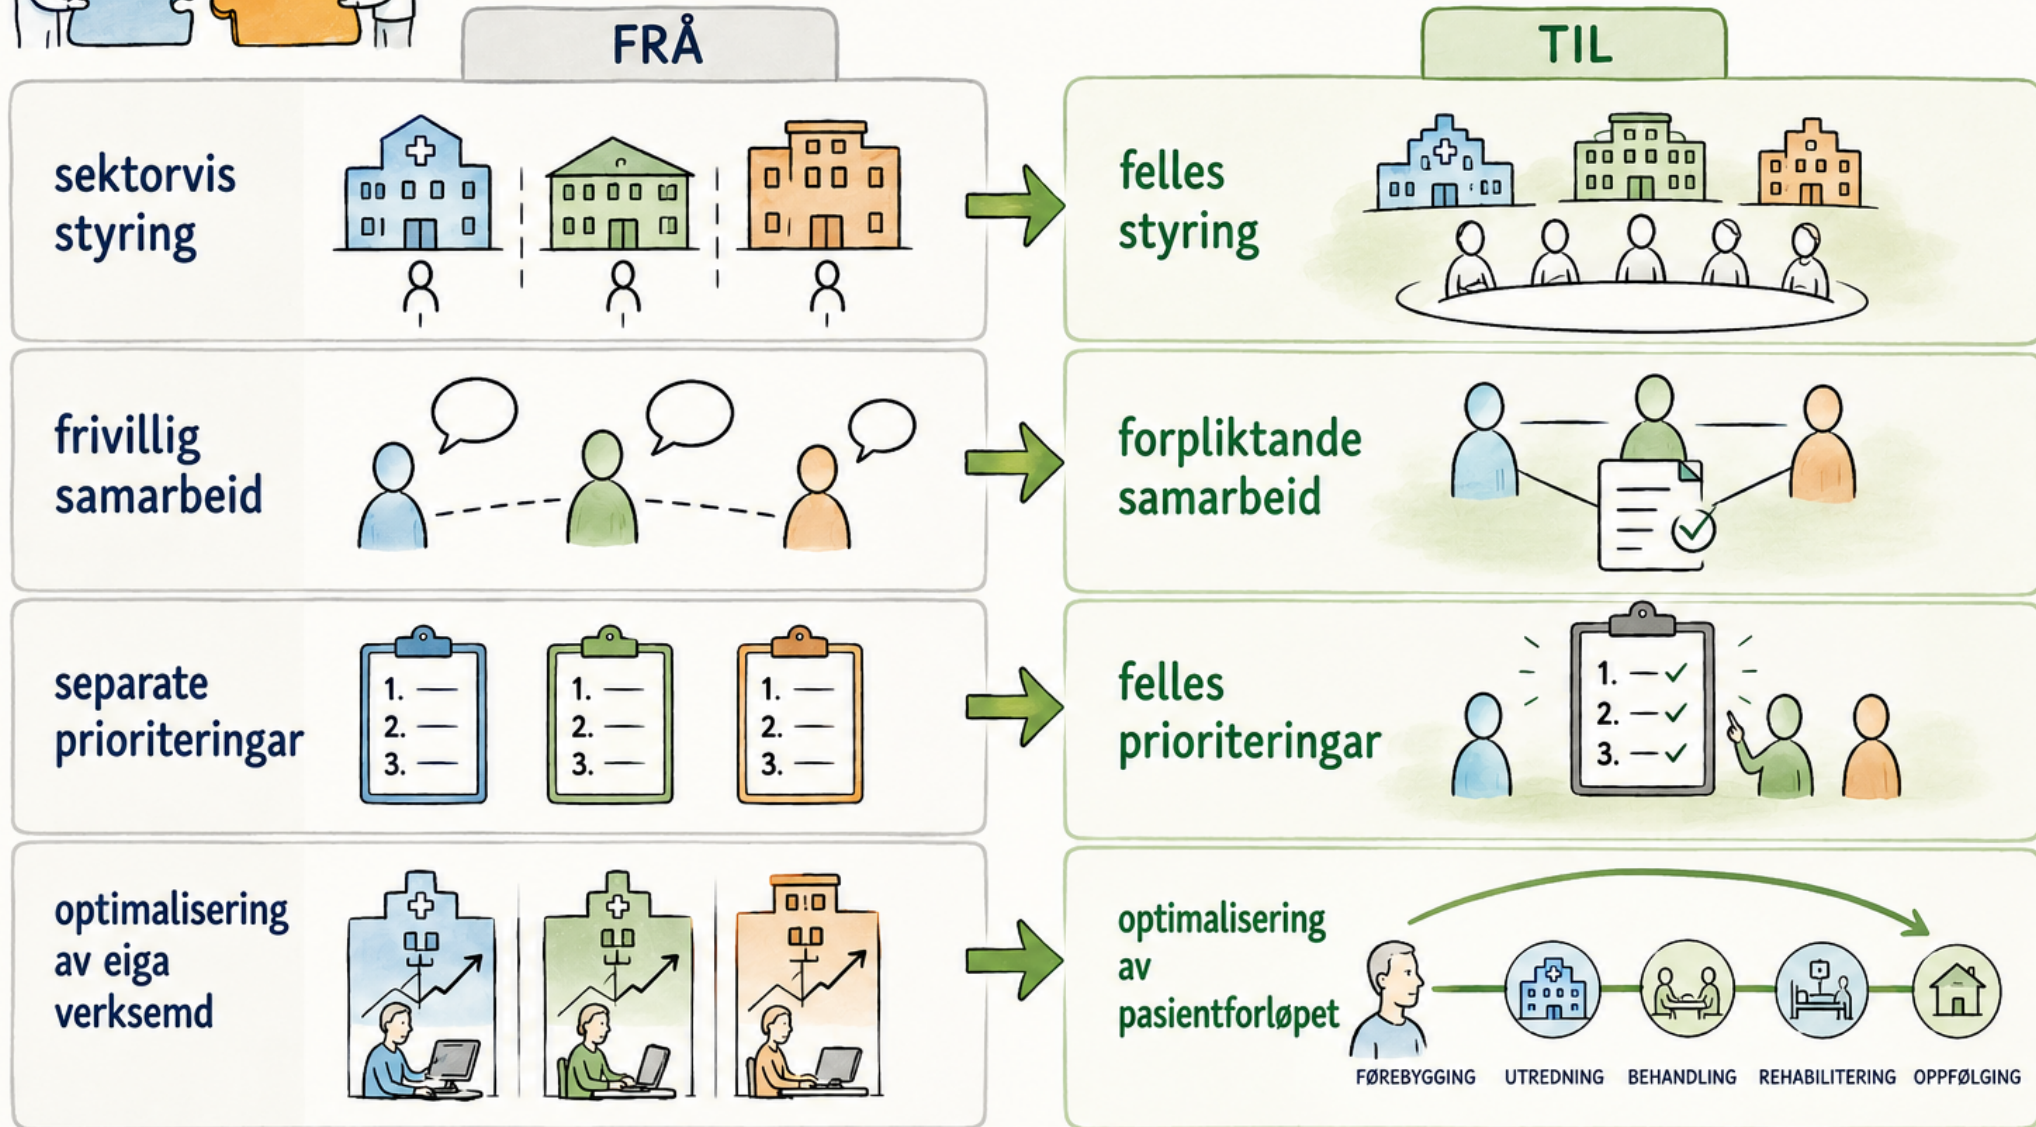 FRÅ
TIL
sektorvis
styring
felles
styring
frivillig
samarbeid
forpliktande
samarbeid
separate
prioriteringar
1.
2.
3.
1.
2.
3.
1.
2.
3.
felles
prioriteringar
1.
2.
3.
optimalisering
av eiga
verksemd
optimalisering
av
pasientforløpet
FØREBYGGING UTREDNING BEHANDLING REHABILITERING OPPFØLGING